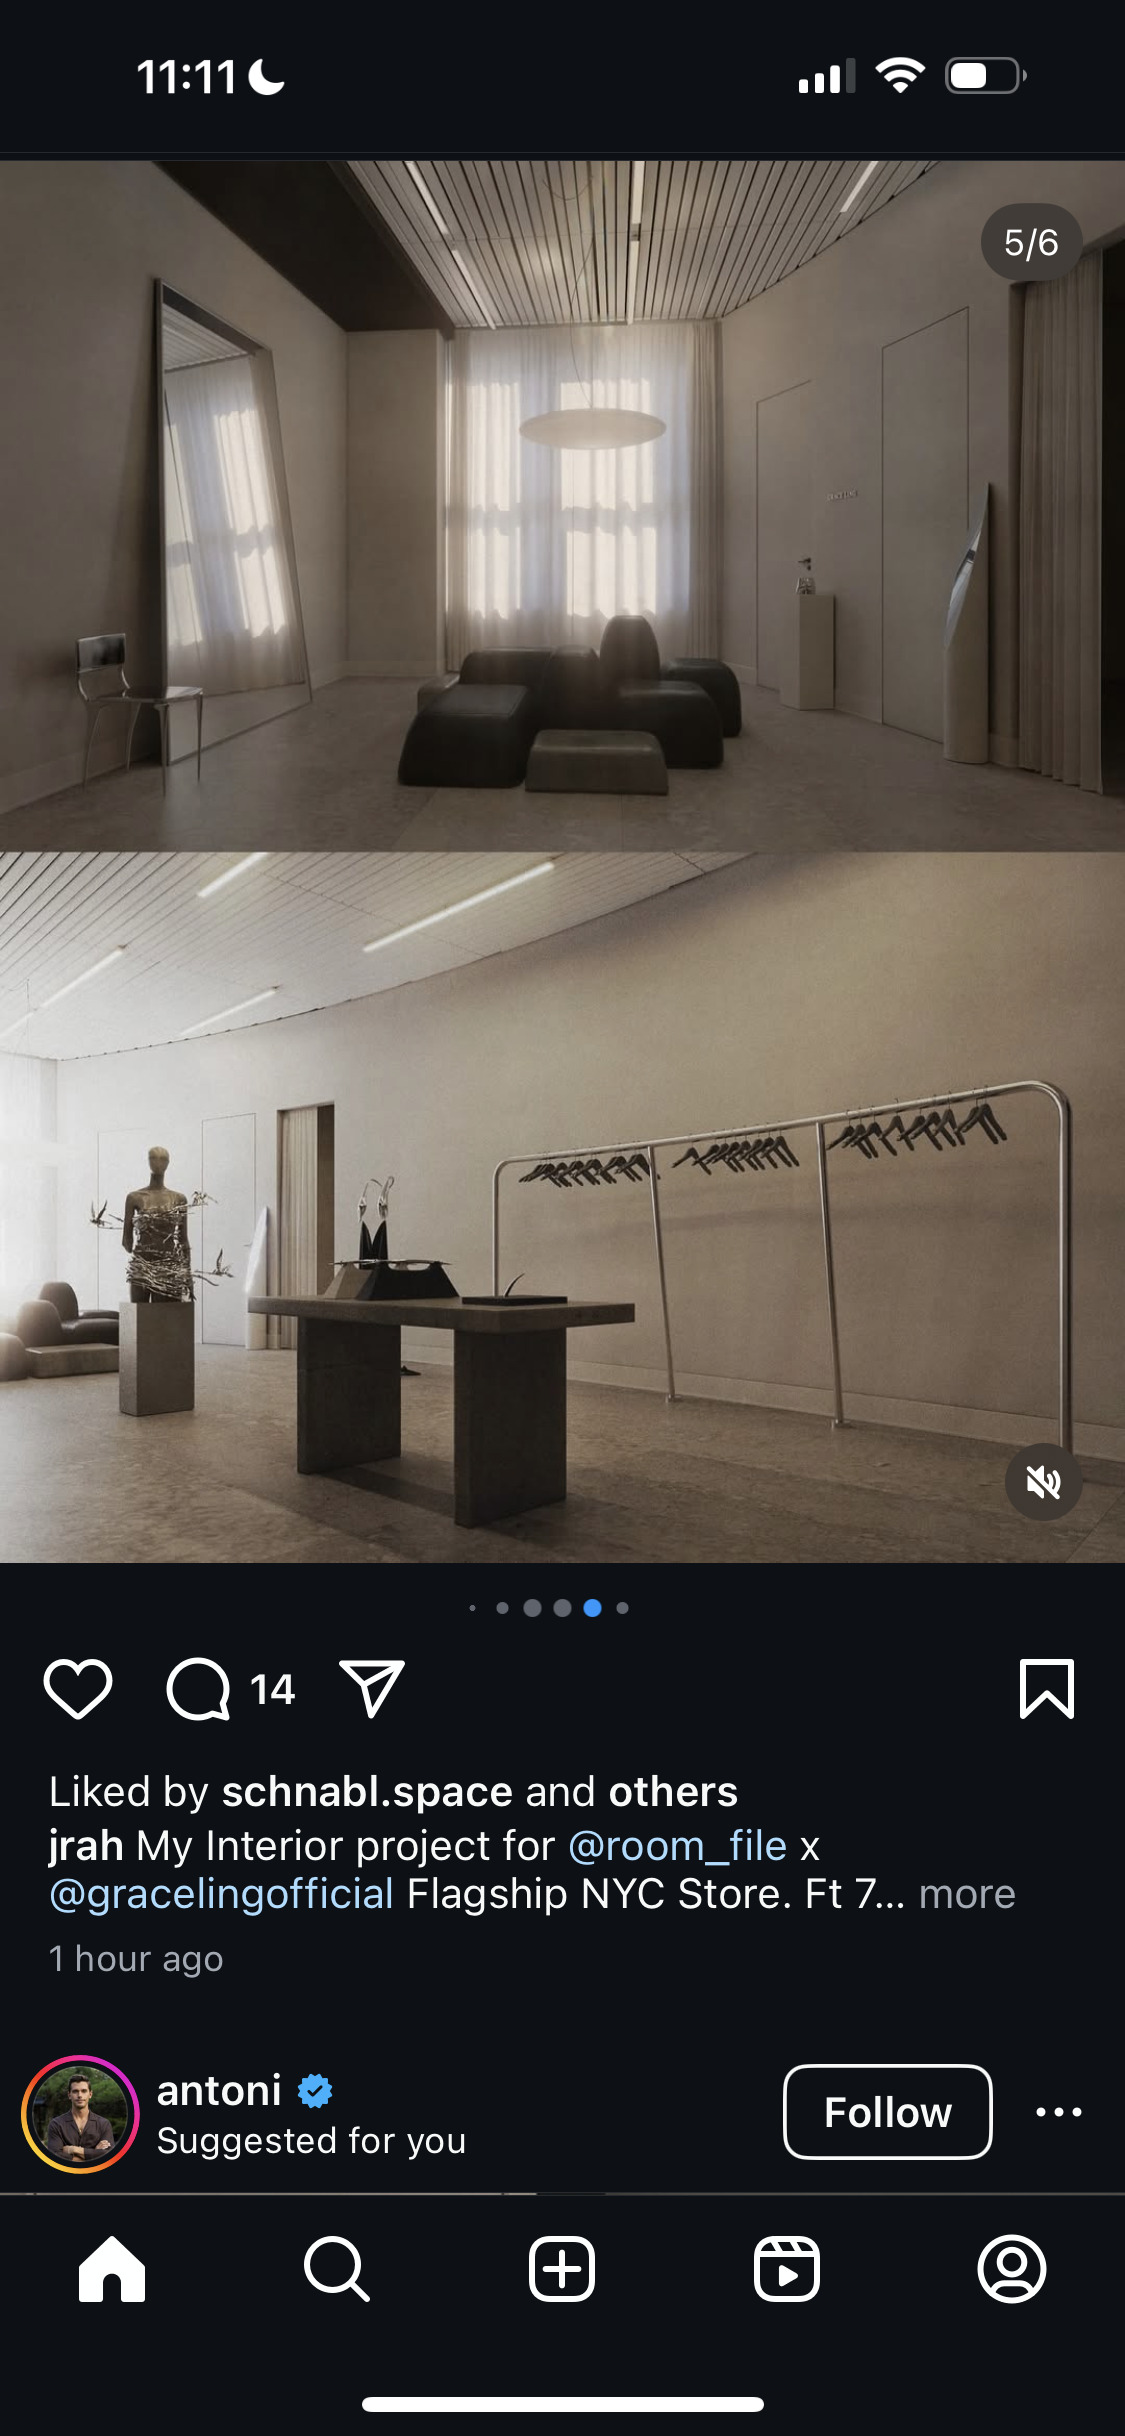 11:11
5/6
14
Liked by schnabl.space and others
jrah My Interior project for @room_file x
@gracelingofficial Flagship NYC Store. Ft 7... more
1 hour ago
antoni
Suggested for you
Follow